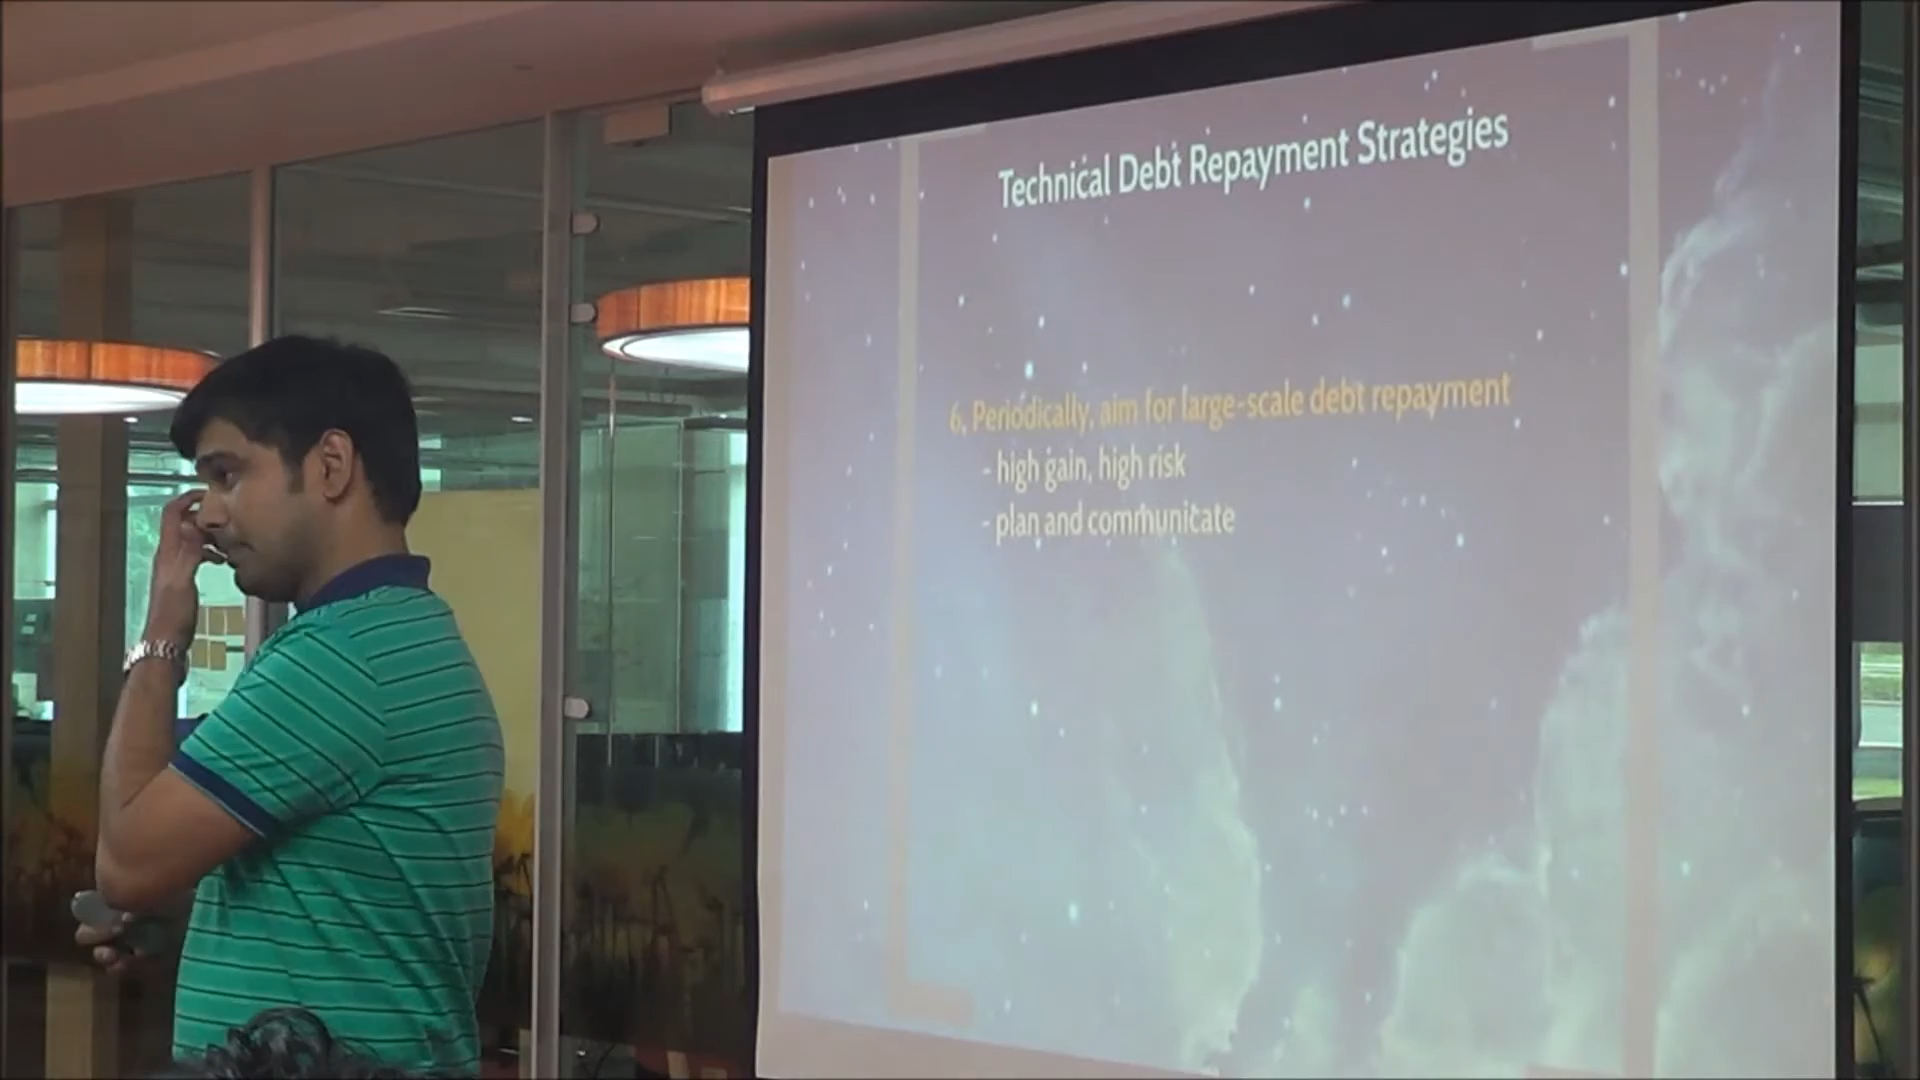 Technical Debt Repayment Strategies
6, Periodically, aim for large-scale debt repayment
- high gain, high risk
- plan and communicate